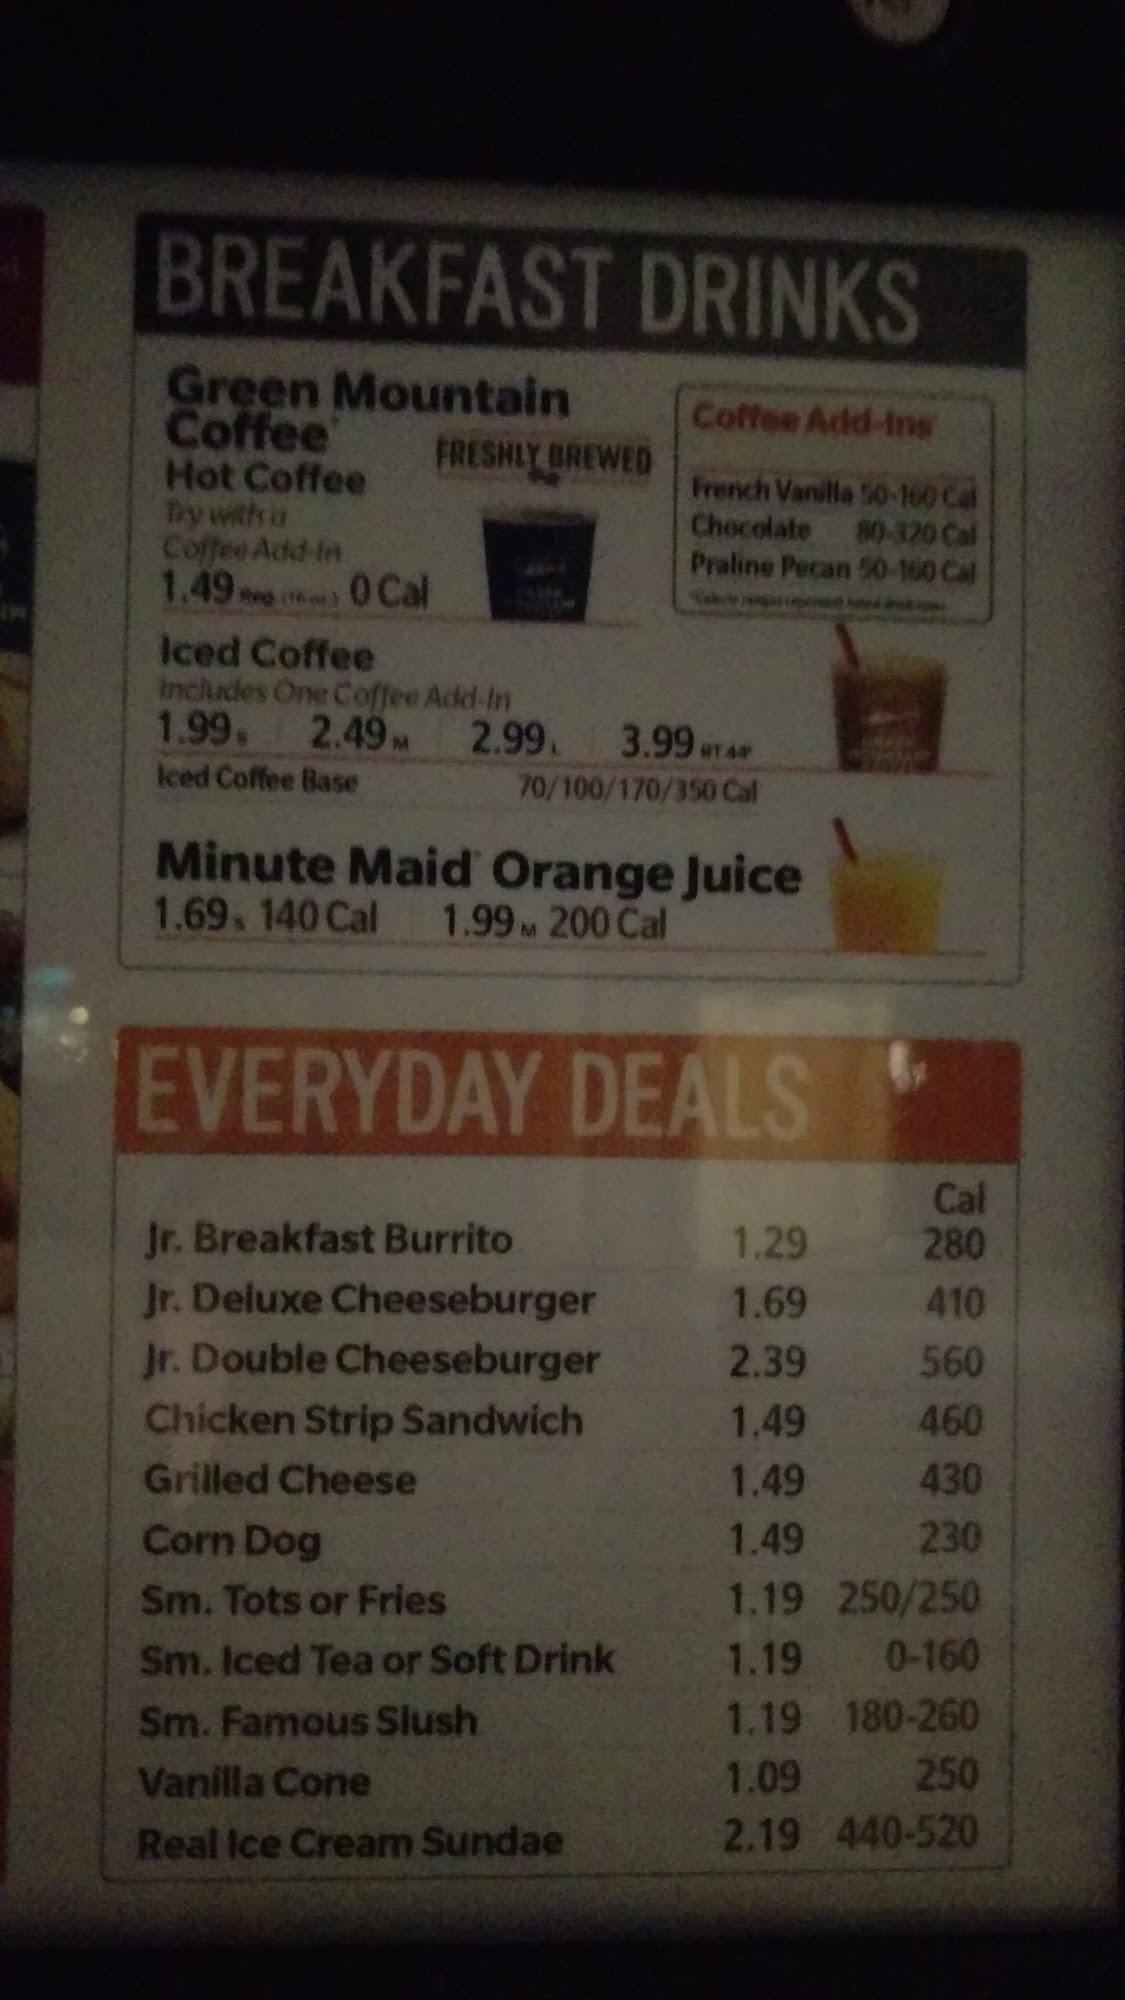 BREAKFAST DRINKS
Green Mountain
Coffee
FRESHLY BREWED
Hot Coffee
Try with a
Coffee Add-In
1.49 Reg. (16 oz.) 0 Cal
Coffee Add-Ins
French Vanilla 50-160 Cal
Chocolate 80-320 Cal
Praline Pecan 50-160 Cal
Iced Coffee
Includes One Coffee Add-In
1.99 S 2.49 M 2.99 L 3.99 RT 44®
Iced Coffee Base 70/100/170/350 Cal
Minute Maid® Orange Juice
1.69 S 140 Cal 1.99 M 200 Cal
EVERYDAY DEALS
Cal
Jr. Breakfast Burrito 1.29 280
Jr. Deluxe Cheeseburger 1.69 410
Jr. Double Cheeseburger 2.39 560
Chicken Strip Sandwich 1.49 460
Grilled Cheese 1.49 430
Corn Dog 1.49 230
Sm. Tots or Fries 1.19 250/250
Sm. Iced Tea or Soft Drink 1.19 0-160
Sm. Famous Slush 1.19 180-260
Vanilla Cone 1.09 250
Real Ice Cream Sundae 2.19 440-520